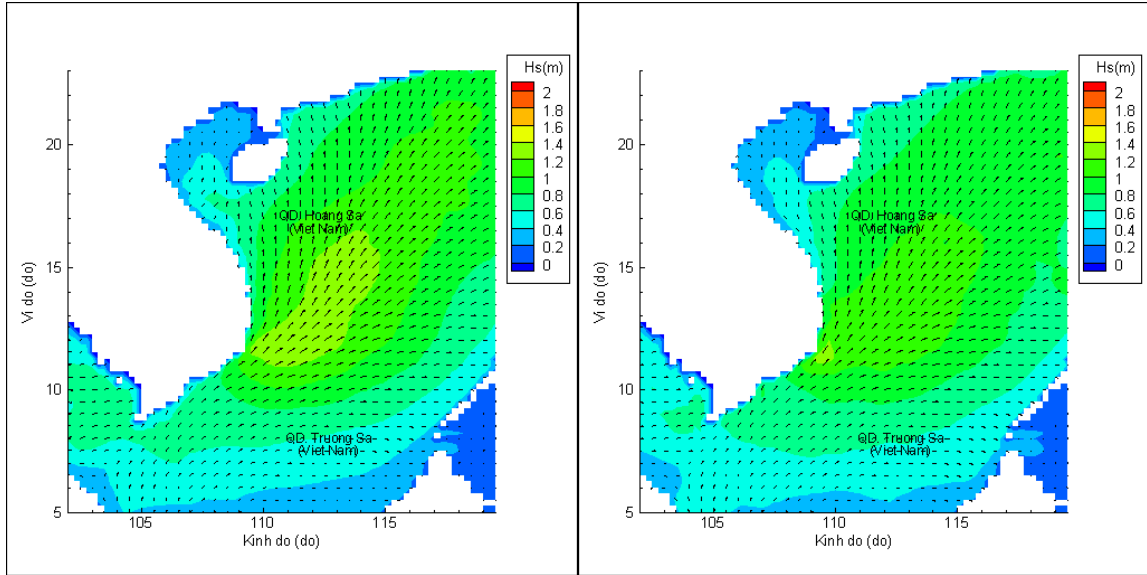 Hs(m)
2
1.8
1.6
1.4
1.2
1
0.8
0.6
0.4
0.2
0
20
15
10
5
Vi do (do)
QD. Hoang Sa
(Viet Nam)
QD. Truong Sa
(Viet Nam)
105
110
115
Kinh do (do)
Hs(m)
2
1.8
1.6
1.4
1.2
1
0.8
0.6
0.4
0.2
0
20
15
10
5
Vi do (do)
QD. Hoang Sa
(Viet Nam)
QD. Truong Sa
(Viet Nam)
105
110
115
Kinh do (do)